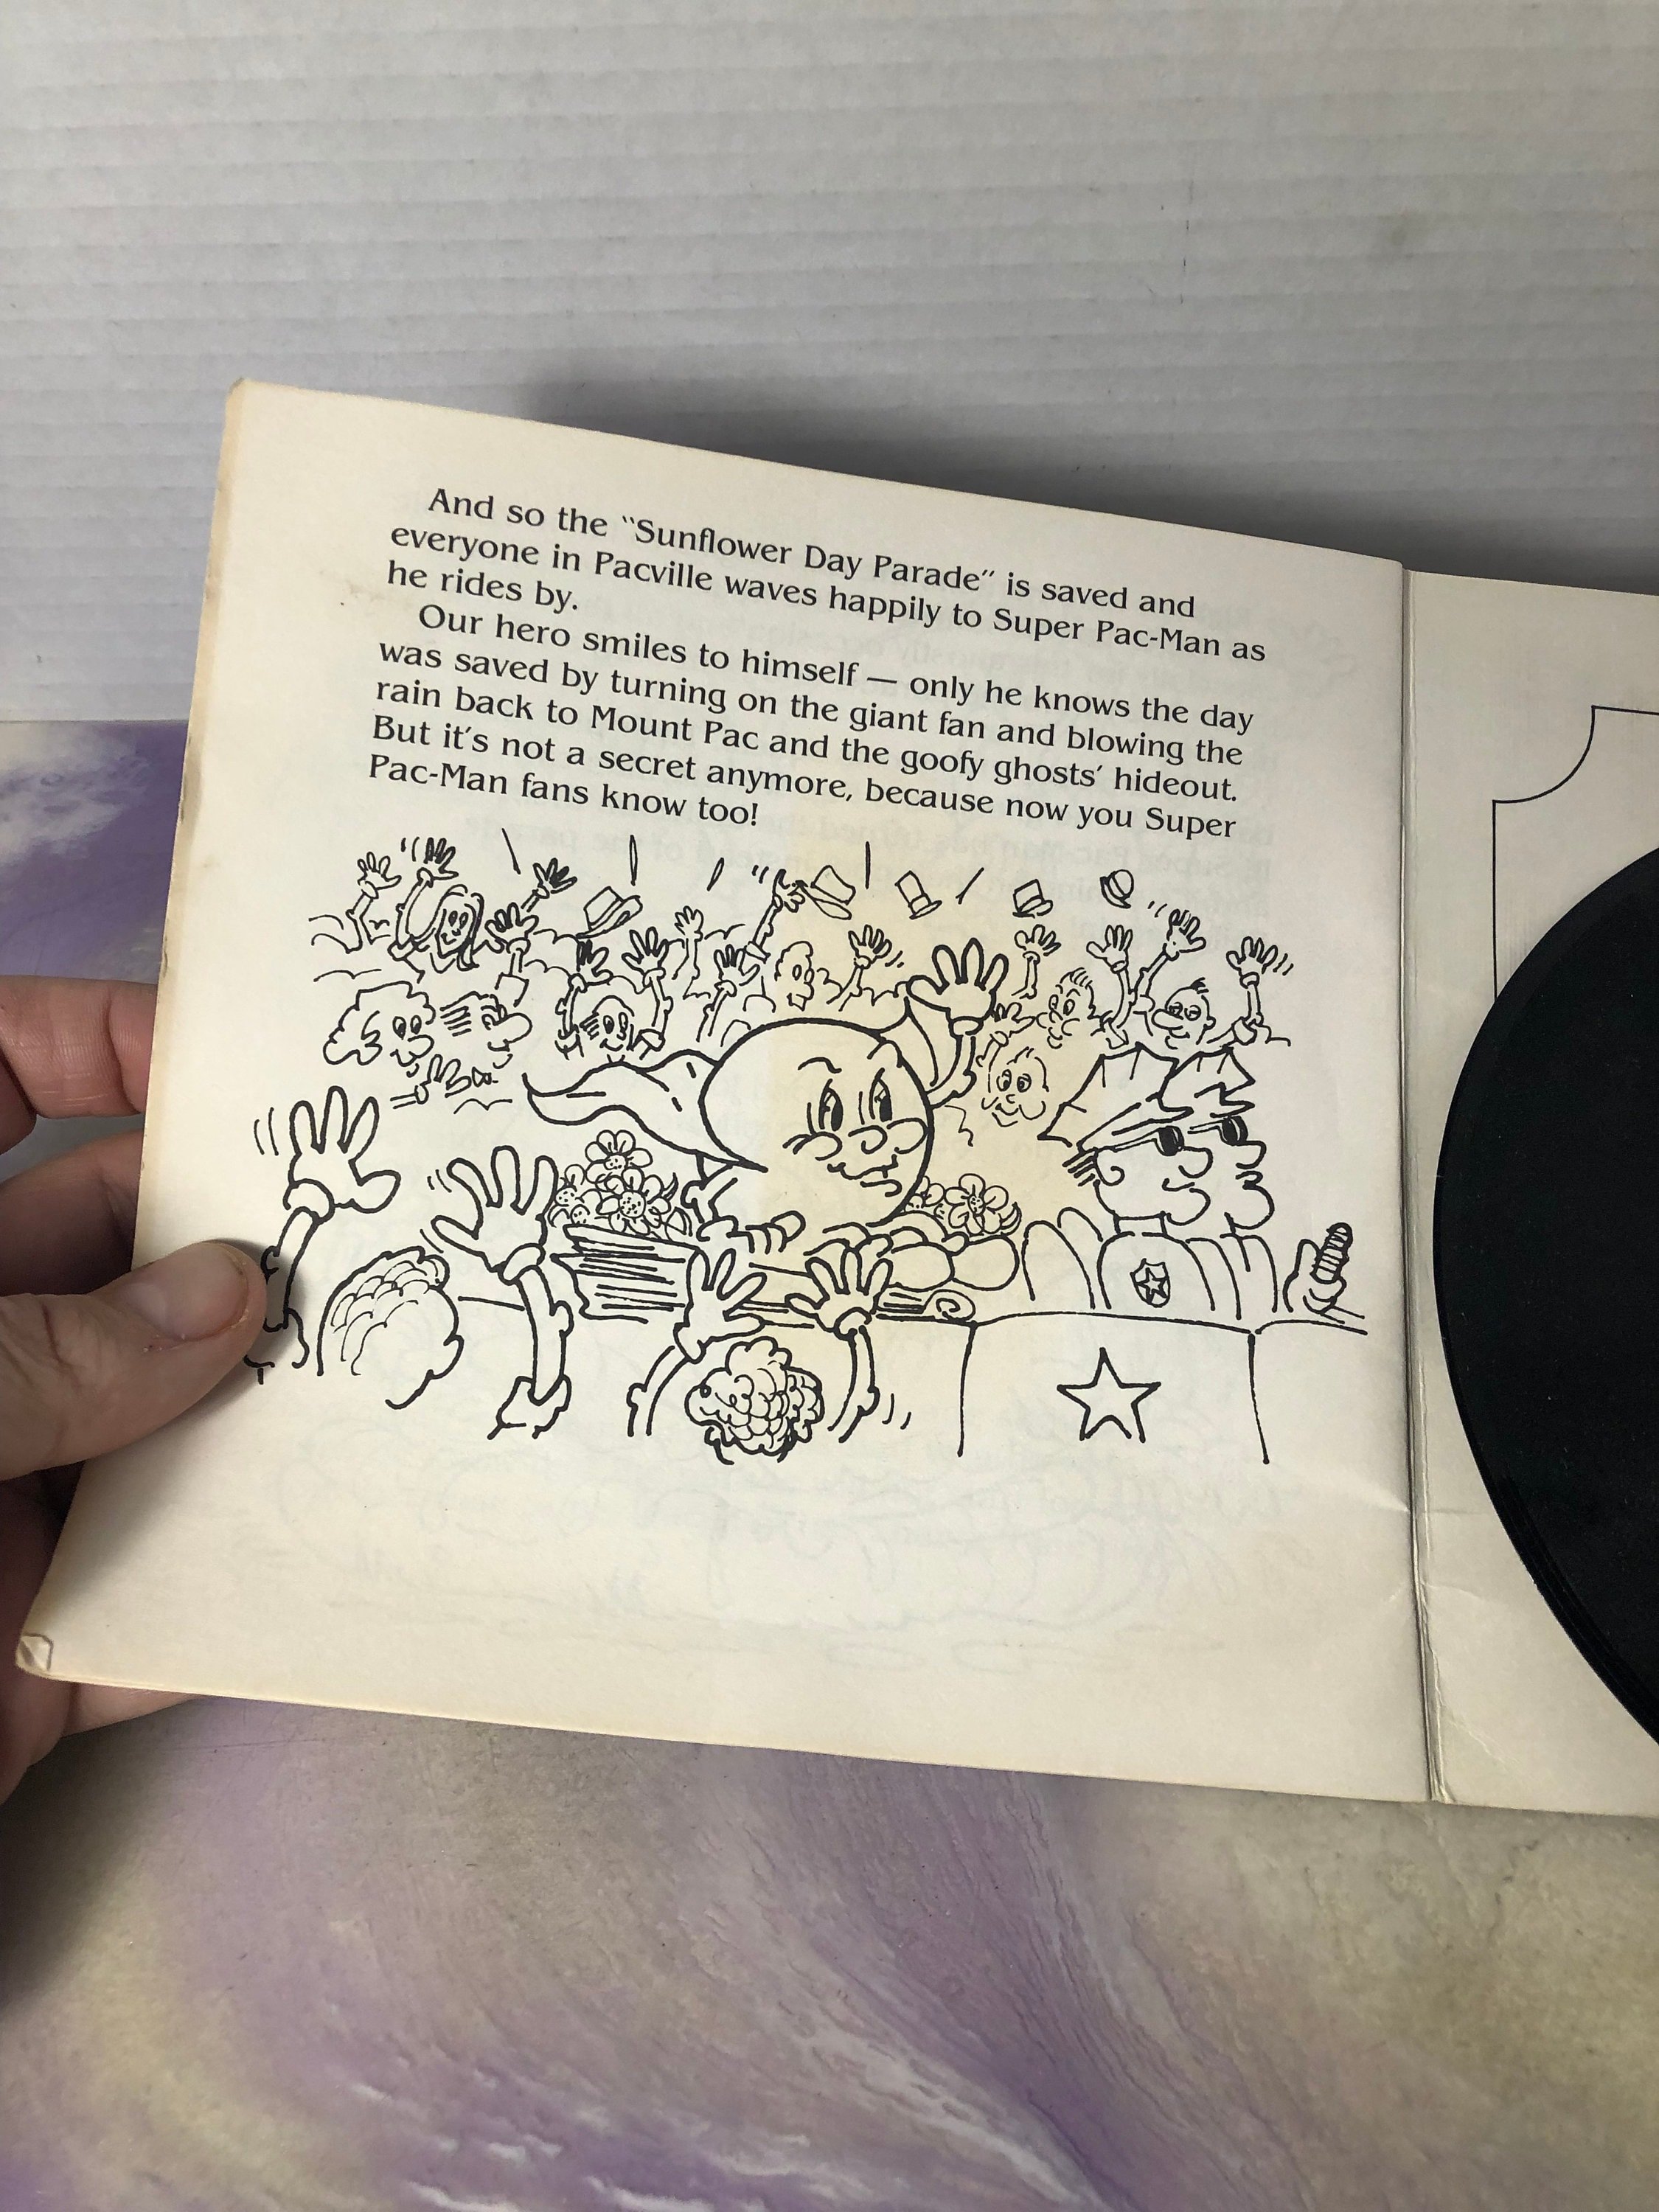 And so the “Sunflower Day Parade” is saved and
everyone in Pacville waves happily to Super Pac-Man as
he rides by.
Our hero smiles to himself — only he knows the day
was saved by turning on the giant fan and blowing the
rain back to Mount Pac and the goofy ghosts’ hideout.
But it’s not a secret anymore, because now you Super
Pac-Man fans know too!